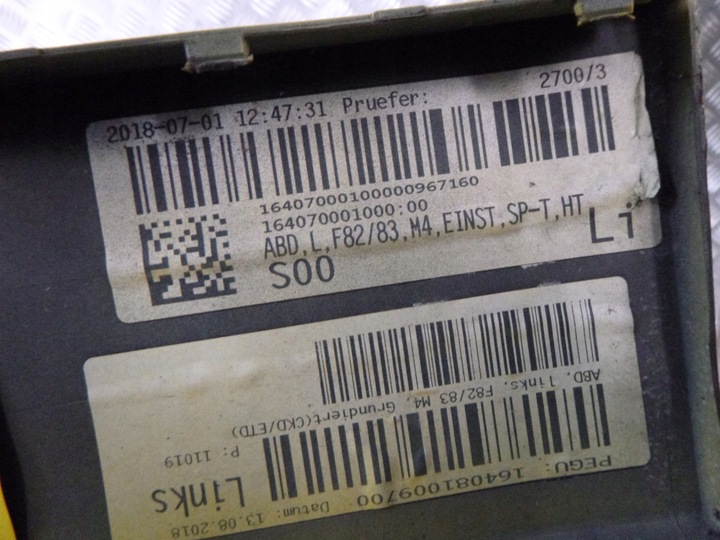 2018-07-01 12:47:31 Pruefer: 2700/3
16407000100000967160
164070001000:00
ABD,L,F82/83,M4,EINST,SP-T,HT
S00 Li
PEGU: 164081009700
Datum: 13.08.2018
Links
P: 11019
ABD, links, F82/83 M4, Grundiert(CKD/ETD)